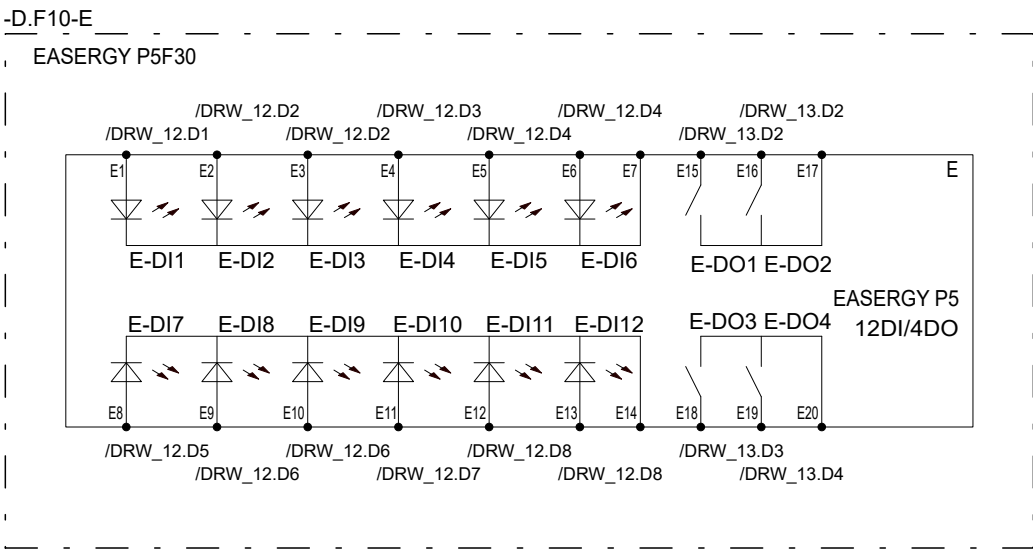 -D.F10-E
EASERGY P5F30
/DRW_12.D2 /DRW_12.D3 /DRW_12.D4 /DRW_13.D2
/DRW_12.D1 /DRW_12.D2 /DRW_12.D4 /DRW_13.D2
E1 E2 E3 E4 E5 E6 E7 E15 E16 E17 E
E-DI1 E-DI2 E-DI3 E-DI4 E-DI5 E-DI6 E-DO1 E-DO2
EASERGY P5
12DI/4DO
E-DI7 E-DI8 E-DI9 E-DI10 E-DI11 E-DI12 E-DO3 E-DO4
E8 E9 E10 E11 E12 E13 E14 E18 E19 E20
/DRW_12.D5 /DRW_12.D6 /DRW_12.D8 /DRW_13.D3
/DRW_12.D6 /DRW_12.D7 /DRW_12.D8 /DRW_13.D4